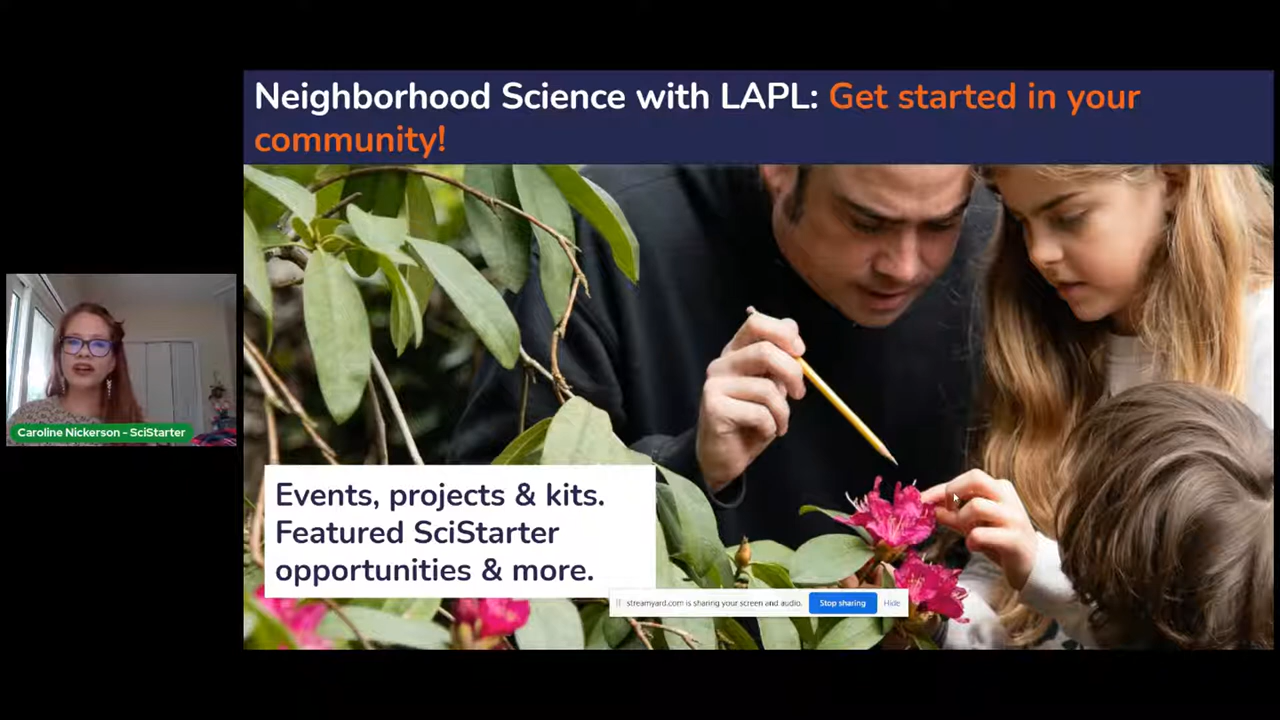 Neighborhood Science with LAPL: Get started in your
community!
Caroline Nickerson - SciStarter
Events, projects & kits.
Featured SciStarter
opportunities & more.
streamyard.com is sharing your screen and audio. Stop sharing Hide